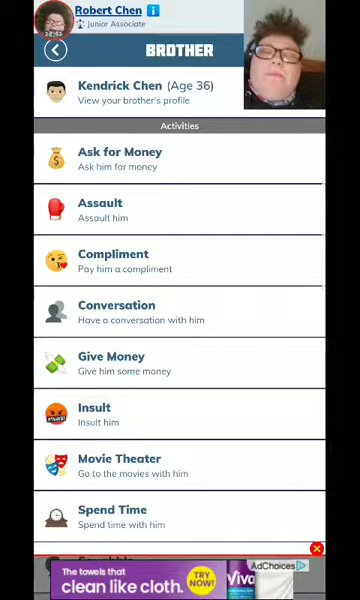 Robert Chen
Junior Associate
BROTHER
Kendrick Chen (Age 36)
View your brother's profile
Activities
Ask for Money
Ask him for money
Assault
Assault him
Compliment
Pay him a compliment
Conversation
Have a conversation with him
Give Money
Give him some money
Insult
Insult him
Movie Theater
Go to the movies with him
Spend Time
Spend time with him
AdChoices
The towels that
clean like cloth.
TRY
NOW!
Viva